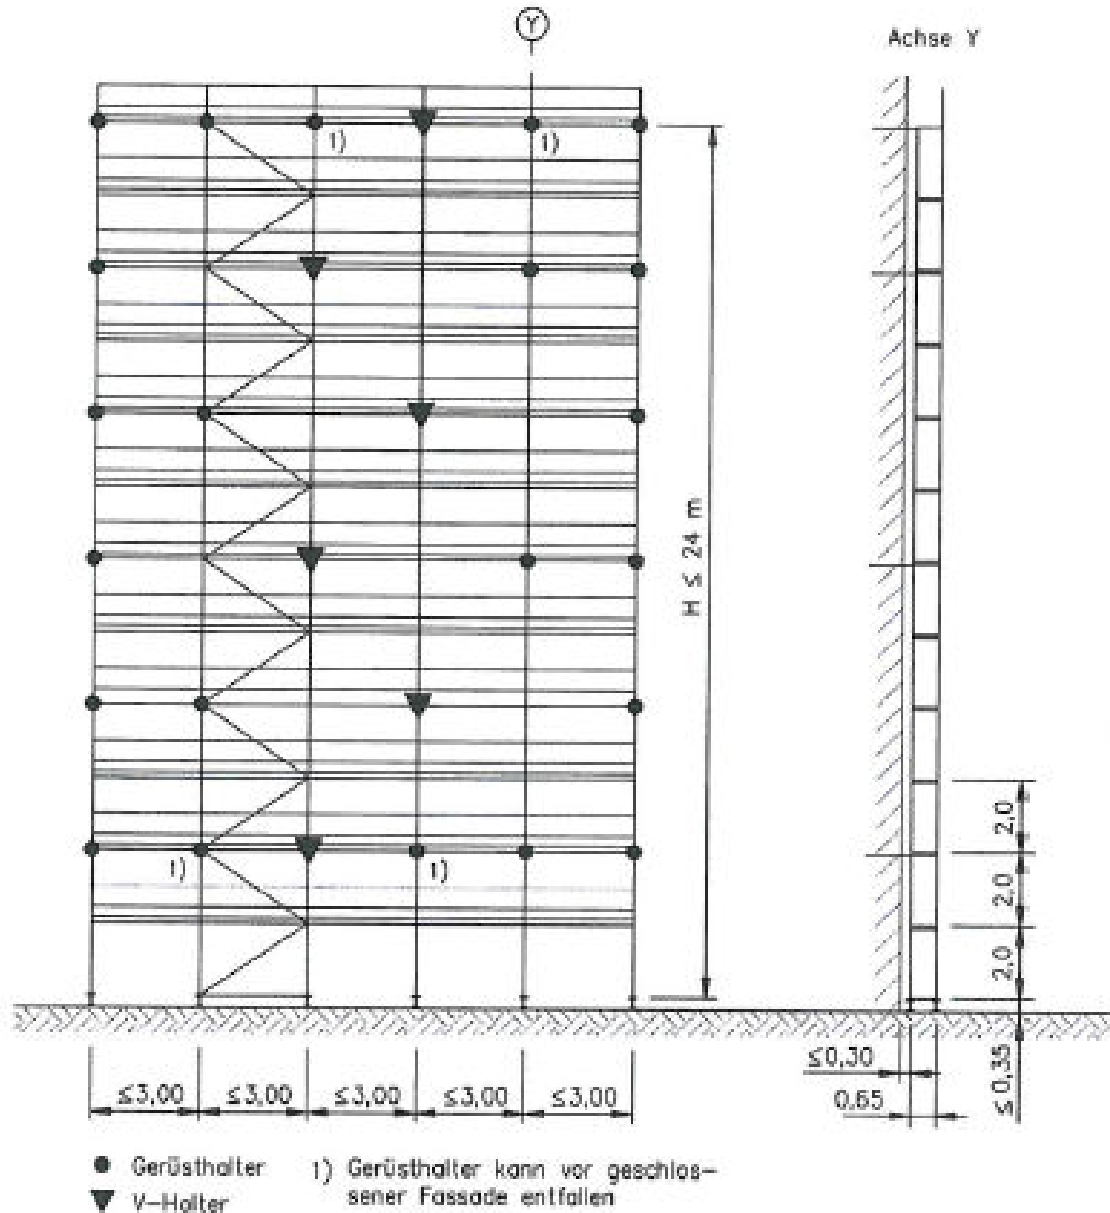 Y
Achse Y
1)
1)
H ≤ 24 m
2,0
2,0
1)
1)
2,0
≤0,30
≤0,35
≤3,00 ≤3,00 ≤3,00 ≤3,00 ≤3,00
0,65
Gerüsthalter
1) Gerüsthalter kann vor geschlos-
sener Fassade entfallen
V-Halter